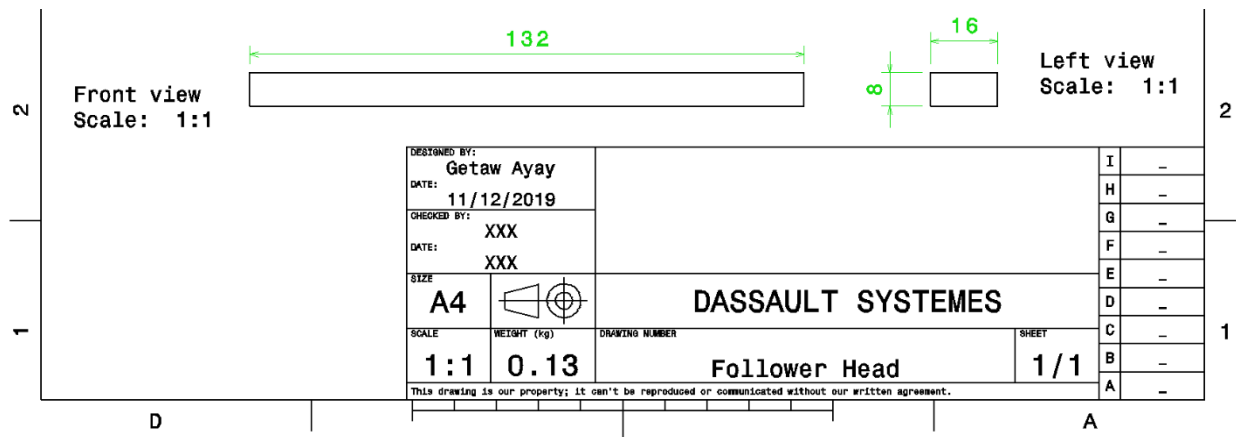 132
16
8
Front view
Scale: 1:1
Left view
Scale: 1:1
2
2
DESIGNED BY:
Getaw Ayay
DATE:
11/12/2019
CHECKED BY:
XXX
DATE:
XXX
SIZE
A4
DASSAULT SYSTEMES
SCALE
1:1
WEIGHT (kg)
0.13
DRAWING NUMBER
Follower Head
SHEET
1/1
This drawing is our property; it can't be reproduced or communicated without our written agreement.
I _
H _
G _
F _
E _
D _
C _
B _
A _
1
1
D
A